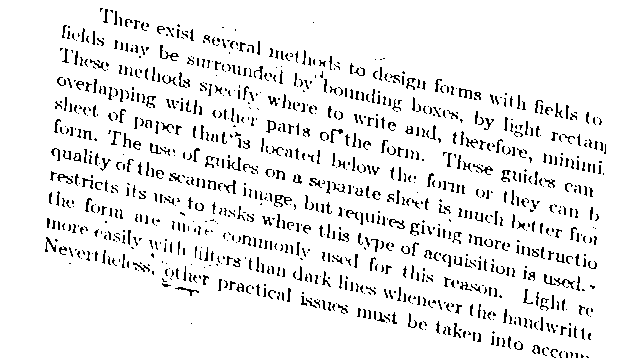 There exist several methods to design forms with fields to
fields may be surrounded by bounding boxes, by light rectan
These methods specify where to write and, therefore, minimi
overlapping with other parts of the form. These guides can
sheet of paper that is located below the form or they can b
form. The use of guides on a separate sheet is much better fro
quality of the scanned image, but requires giving more instructio
restricts its use to tasks where this type of acquisition is used.
the form are more commonly used for this reason. Light re
more easily with filters than dark lines whenever the handwritte
Nevertheless, other practical issues must be taken into accou